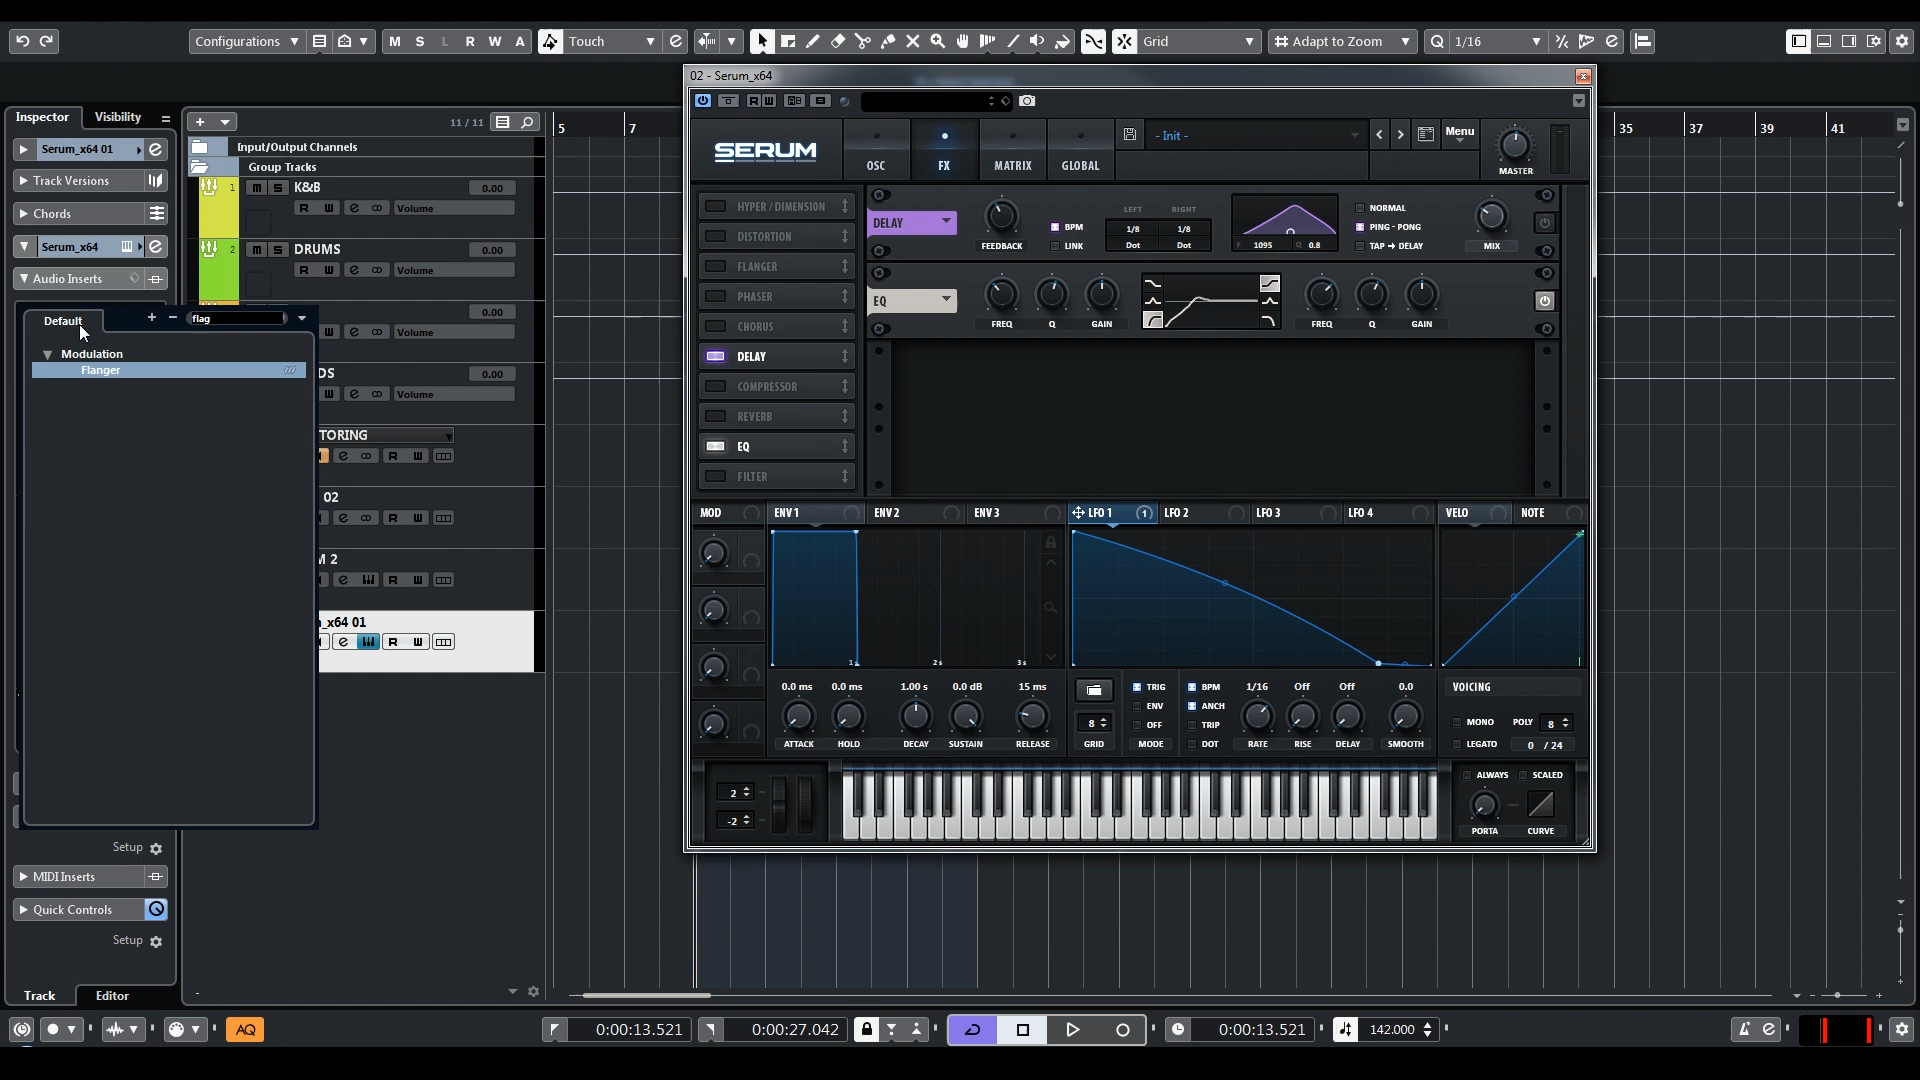 Configurations
M S L R W A
Touch
Grid
Adapt to Zoom
Q 1/16
02 - Serum_x64
Inspector
Visibility
11 / 11
5
7
35
37
39
41
Serum_x64 01
Input/Output Channels
Track Versions
Group Tracks
Chords
Serum_x64
Audio Inserts
1
m S K&B 0.00
R W e Volume
2
m S DRUMS 0.00
R W e Volume
0.00
W e Volume
DS 0.00
W e Volume
TORING
e R W
02
e R W
M 2
e R W
_x64 01
e R W
Default
flag
Modulation
Flanger
Setup
MIDI Inserts
Quick Controls
Setup
Track
Editor
R W
SERUM
OSC
FX
MATRIX
GLOBAL
- Init -
Menu
MASTER
HYPER / DIMENSION
DISTORTION
FLANGER
PHASER
CHORUS
DELAY
COMPRESSOR
REVERB
EQ
FILTER
DELAY
FEEDBACK
BPM
LINK
LEFT RIGHT
1/8 1/8
Dot Dot
F 1095 Q 0.8
NORMAL
PING - PONG
TAP ➔ DELAY
MIX
EQ
FREQ Q GAIN
FREQ Q GAIN
MOD
ENV 1
ENV 2
ENV 3
LFO 1
1
LFO 2
LFO 3
LFO 4
VELO
NOTE
1s
2s
3s
0.0 ms 0.0 ms 1.00 s 0.0 dB 15 ms
ATTACK HOLD DECAY SUSTAIN RELEASE
8
GRID
TRIG
ENV
OFF
MODE
BPM
ANCH
TRIP
DOT
1/16 Off Off 0.0
RATE RISE DELAY SMOOTH
VOICING
MONO POLY 8
LEGATO 0 / 24
2
-2
ALWAYS SCALED
PORTA CURVE
AQ
0:00:13.521
0:00:27.042
0:00:13.521
142.000